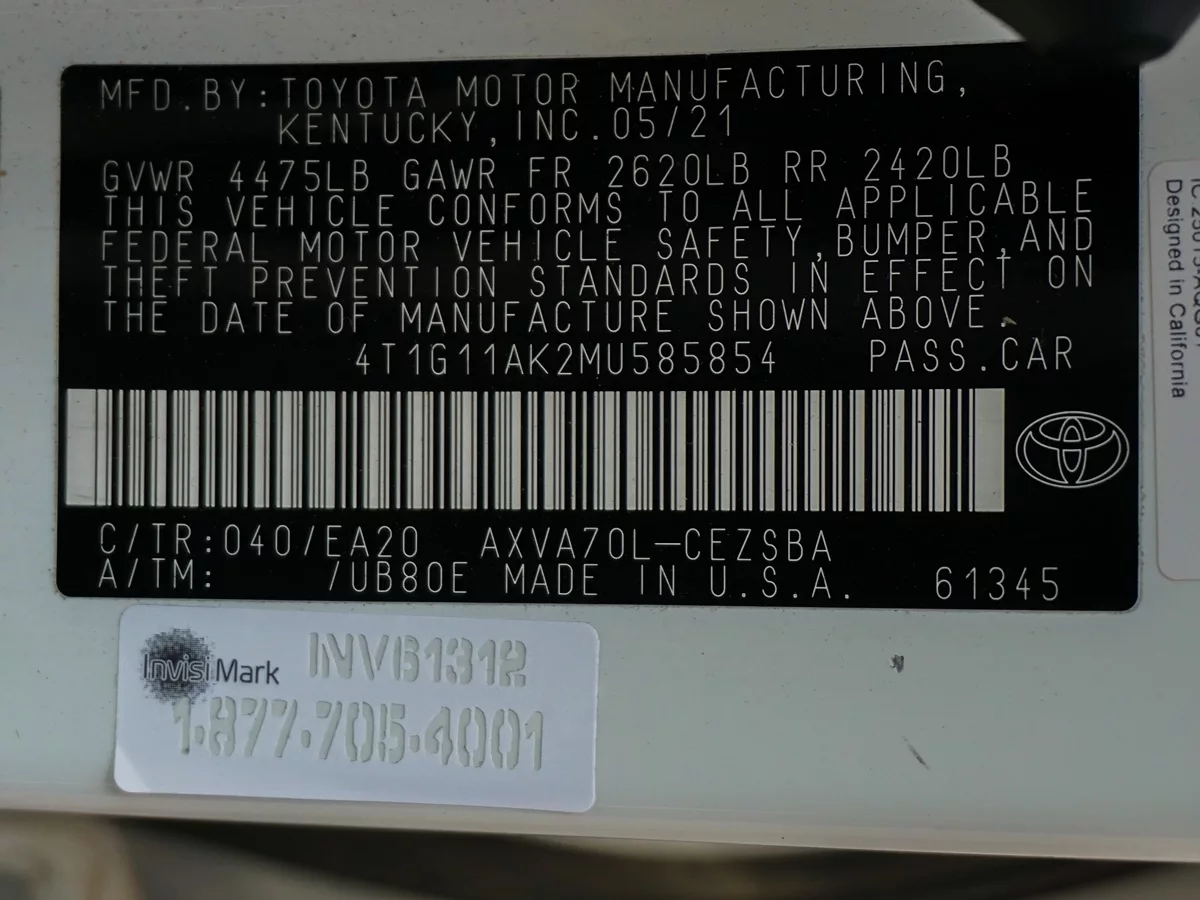 MFD.BY:TOYOTA MOTOR MANUFACTURING,
KENTUCKY,INC.05/21
GVWR 4475LB GAWR FR 2620LB RR 2420LB
THIS VEHICLE CONFORMS TO ALL APPLICABLE
FEDERAL MOTOR VEHICLE SAFETY,BUMPER,AND
THEFT PREVENTION STANDARDS IN EFFECT ON
THE DATE OF MANUFACTURE SHOWN ABOVE.
4T1G11AK2MU585854 PASS.CAR
C/TR:040/EA20 AXVA70L-CEZSBA
A/TM: /UB80E MADE IN U.S.A. 61345
InvisiMark INV61312
1-877-705-4001
Designed in California